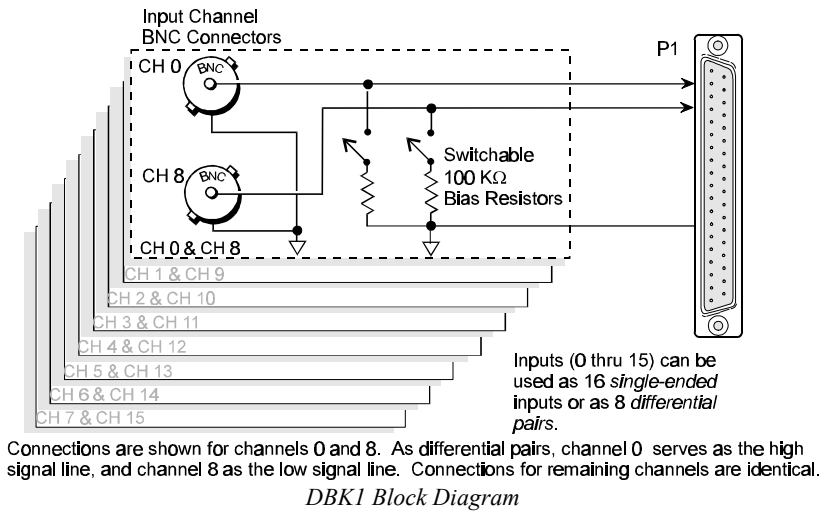 Input Channel
BNC Connectors
P1
CH 0
BNC
CH 8
BNC
Switchable
100 KΩ
Bias Resistors
CH 0 & CH 8
CH 1 & CH 9
CH 2 & CH 10
CH 3 & CH 11
CH 4 & CH 12
CH 5 & CH 13
CH 6 & CH 14
CH 7 & CH 15
Inputs (0 thru 15) can be
used as 16 single-ended
inputs or as 8 differential
pairs.
Connections are shown for channels 0 and 8. As differential pairs, channel 0 serves as the high
signal line, and channel 8 as the low signal line. Connections for remaining channels are identical.
DBK1 Block Diagram